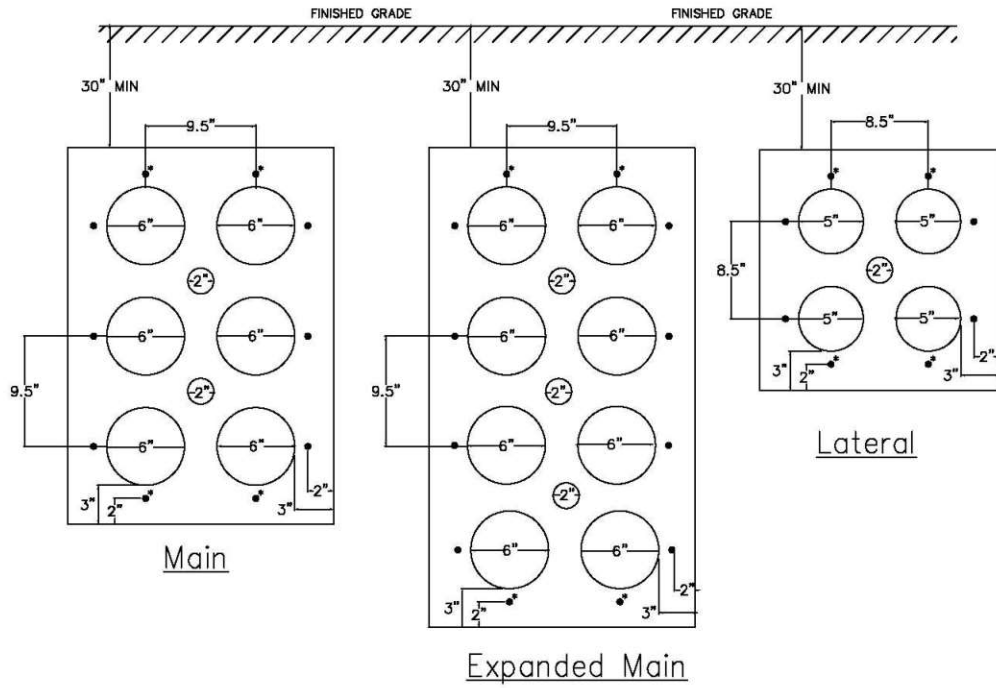 FINISHED GRADE FINISHED GRADE
30" MIN 30" MIN 30" MIN
9.5" 9.5" 8.5"
* * * * * *
6" 6" 6" 6" 5" 5"
2" 2" 2"
8.5"
6" 6" 6" 6" 5" 5"
* *
2"
3" 2" 3"
9.5" 2" 9.5" 2"
Lateral
6" 6" 6" 6"
2"
2"
3" 2" * * 3"
Main
6" 6"
2"
3" 2" * * 3"
Expanded Main